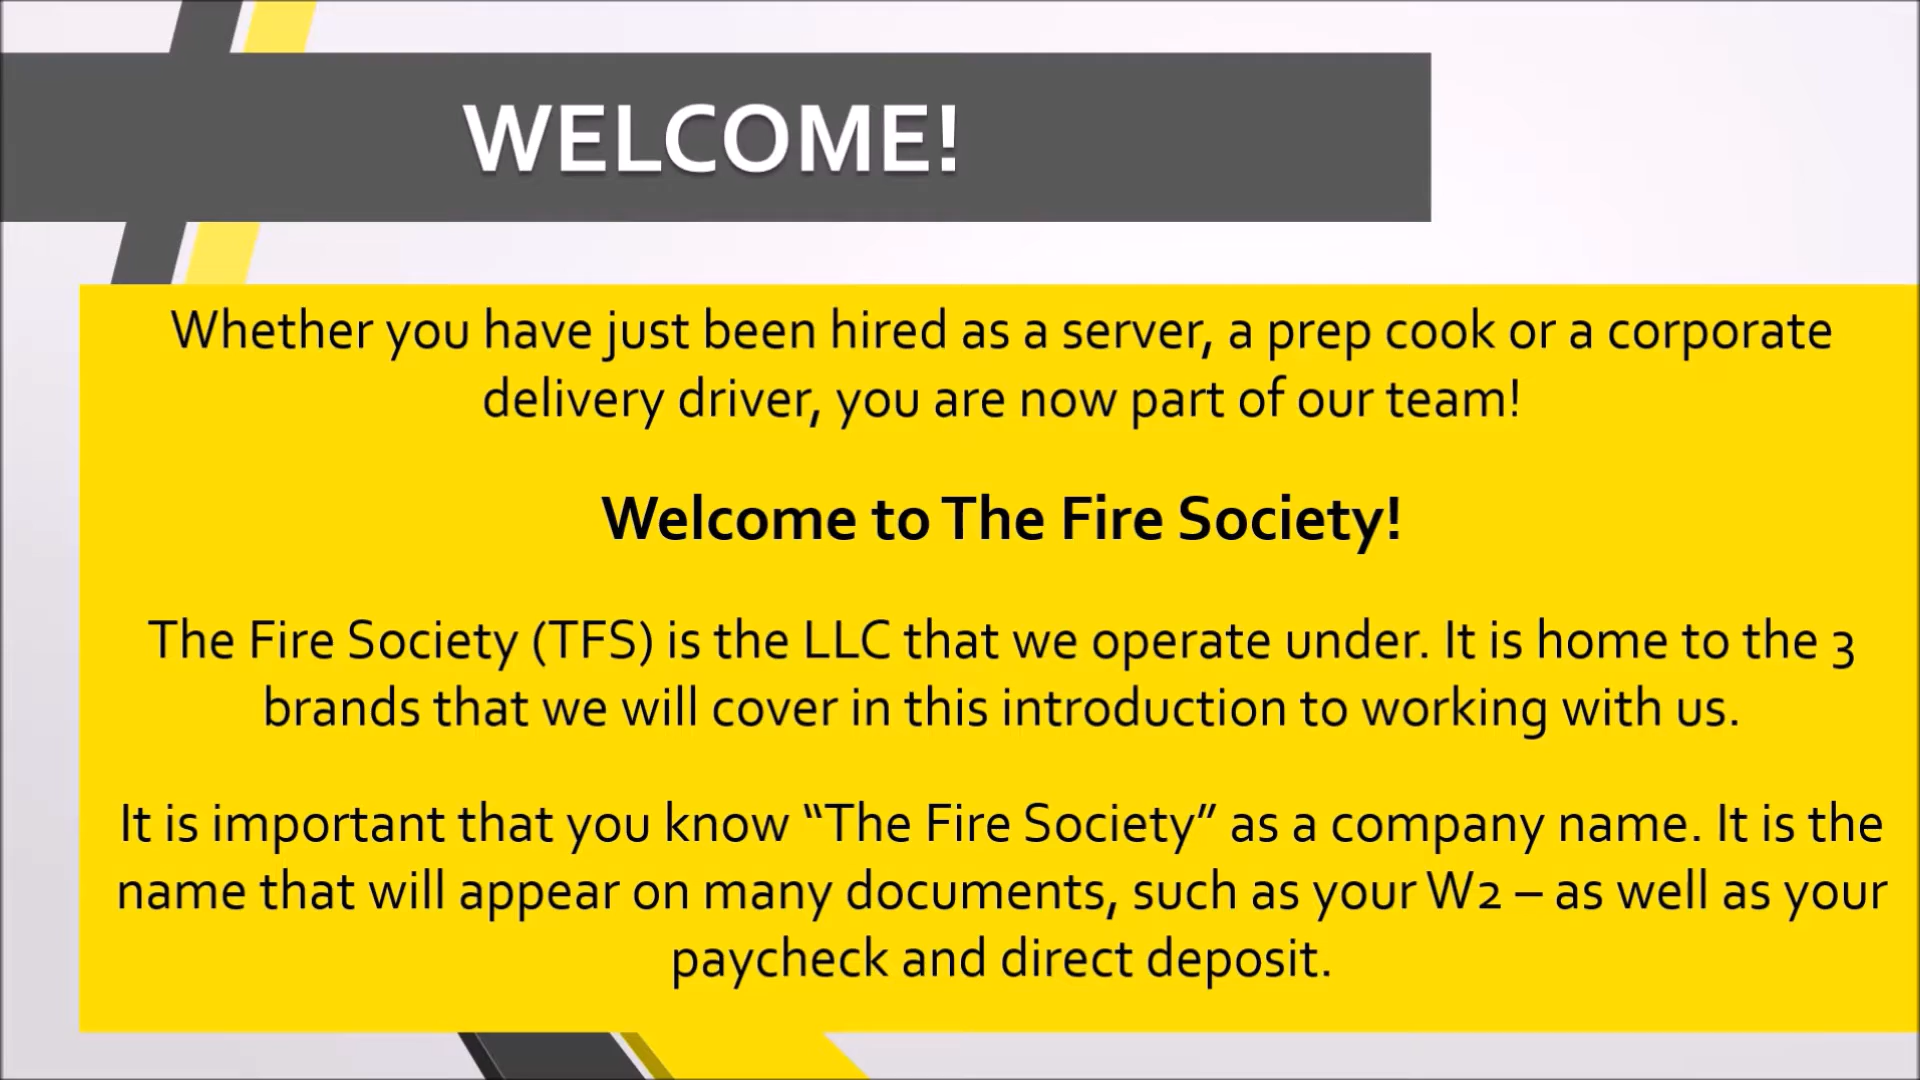 WELCOME!
Whether you have just been hired as a server, a prep cook or a corporate
delivery driver, you are now part of our team!
Welcome to The Fire Society!
The Fire Society (TFS) is the LLC that we operate under. It is home to the 3
brands that we will cover in this introduction to working with us.
It is important that you know “The Fire Society” as a company name. It is the
name that will appear on many documents, such as your W2 – as well as your
paycheck and direct deposit.